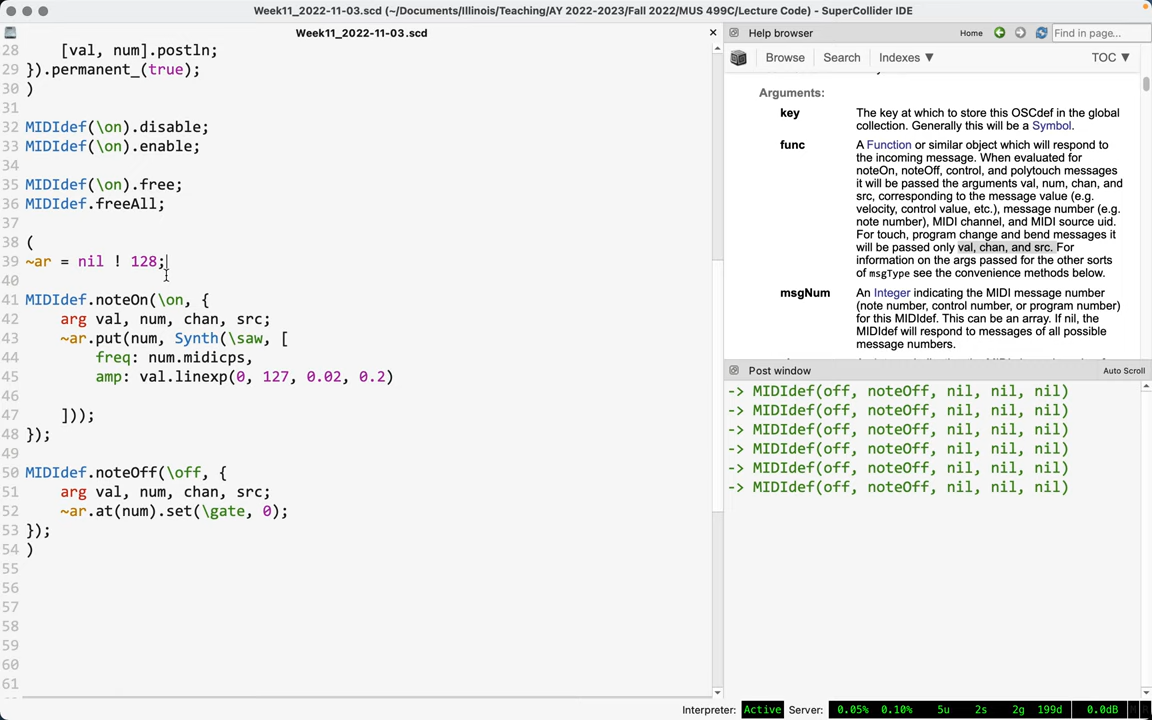 Week11_2022-11-03.scd (~/Documents/Illinois/Teaching/AY 2022-2023/Fall 2022/MUS 499C/Lecture Code) - SuperCollider IDE
Week11_2022-11-03.scd
28 [val, num].postln;
29 }).permanent_(true);
30 )
31
32 MIDIdef(\on).disable;
33 MIDIdef(\on).enable;
34
35 MIDIdef(\on).free;
36 MIDIdef.freeAll;
37
38 (
39 ~ar = nil ! 128;
40
41 MIDIdef.noteOn(\on, {
42 arg val, num, chan, src;
43 ~ar.put(num, Synth(\saw, [
44 freq: num.midicps,
45 amp: val.linexp(0, 127, 0.02, 0.2)
46
47 ]));
48 });
49
50 MIDIdef.noteOff(\off, {
51 arg val, num, chan, src;
52 ~ar.at(num).set(\gate, 0);
53 });
54 )
55
56
57
58
59
60
61
Help browser
Home
Find in page...
Browse Search Indexes ▼ TOC ▼
Arguments:
key The key at which to store this OSCdef in the global
collection. Generally this will be a Symbol.
func A Function or similar object which will respond to
the incoming message. When evaluated for
noteOn, noteOff, control, and polytouch messages
it will be passed the arguments val, num, chan, and
src, corresponding to the message value (e.g.
velocity, control value, etc.), message number (e.g.
note number), MIDI channel, and MIDI source uid.
For touch, program change and bend messages it
will be passed only val, chan, and src. For
information on the args passed for the other sorts
of msgType see the convenience methods below.
msgNum An Integer indicating the MIDI message number
(note number, control number, or program number)
for this MIDIdef. This can be an array. If nil, the
MIDIdef will respond to messages of all possible
message numbers.
Post window Auto Scroll
-> MIDIdef(off, noteOff, nil, nil, nil)
-> MIDIdef(off, noteOff, nil, nil, nil)
-> MIDIdef(off, noteOff, nil, nil, nil)
-> MIDIdef(off, noteOff, nil, nil, nil)
-> MIDIdef(off, noteOff, nil, nil, nil)
-> MIDIdef(off, noteOff, nil, nil, nil)
Interpreter: Active Server: 0.05% 0.10% 5u 2s 2g 199d 0.0dB